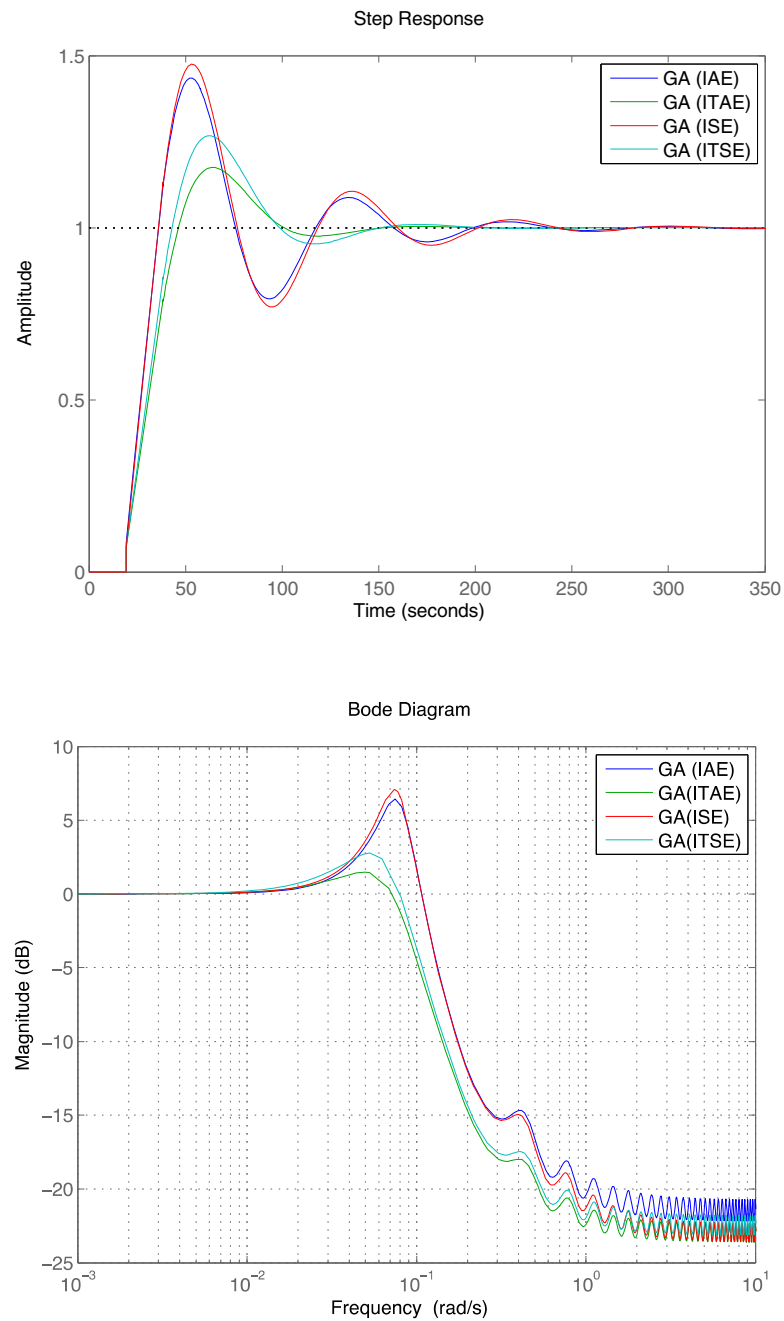 Step Response
1.5
1
0.5
0
Amplitude
GA (IAE)
GA (ITAE)
GA (ISE)
GA (ITSE)
0 50 100 150 200 250 300 350
Time (seconds)
Bode Diagram
10
5
0
−5
−10
−15
−20
−25
Magnitude (dB)
GA (IAE)
GA(ITAE)
GA(ISE)
GA(ITSE)
10^−3 10^−2 10^−1 10^0 10^1
Frequency (rad/s)